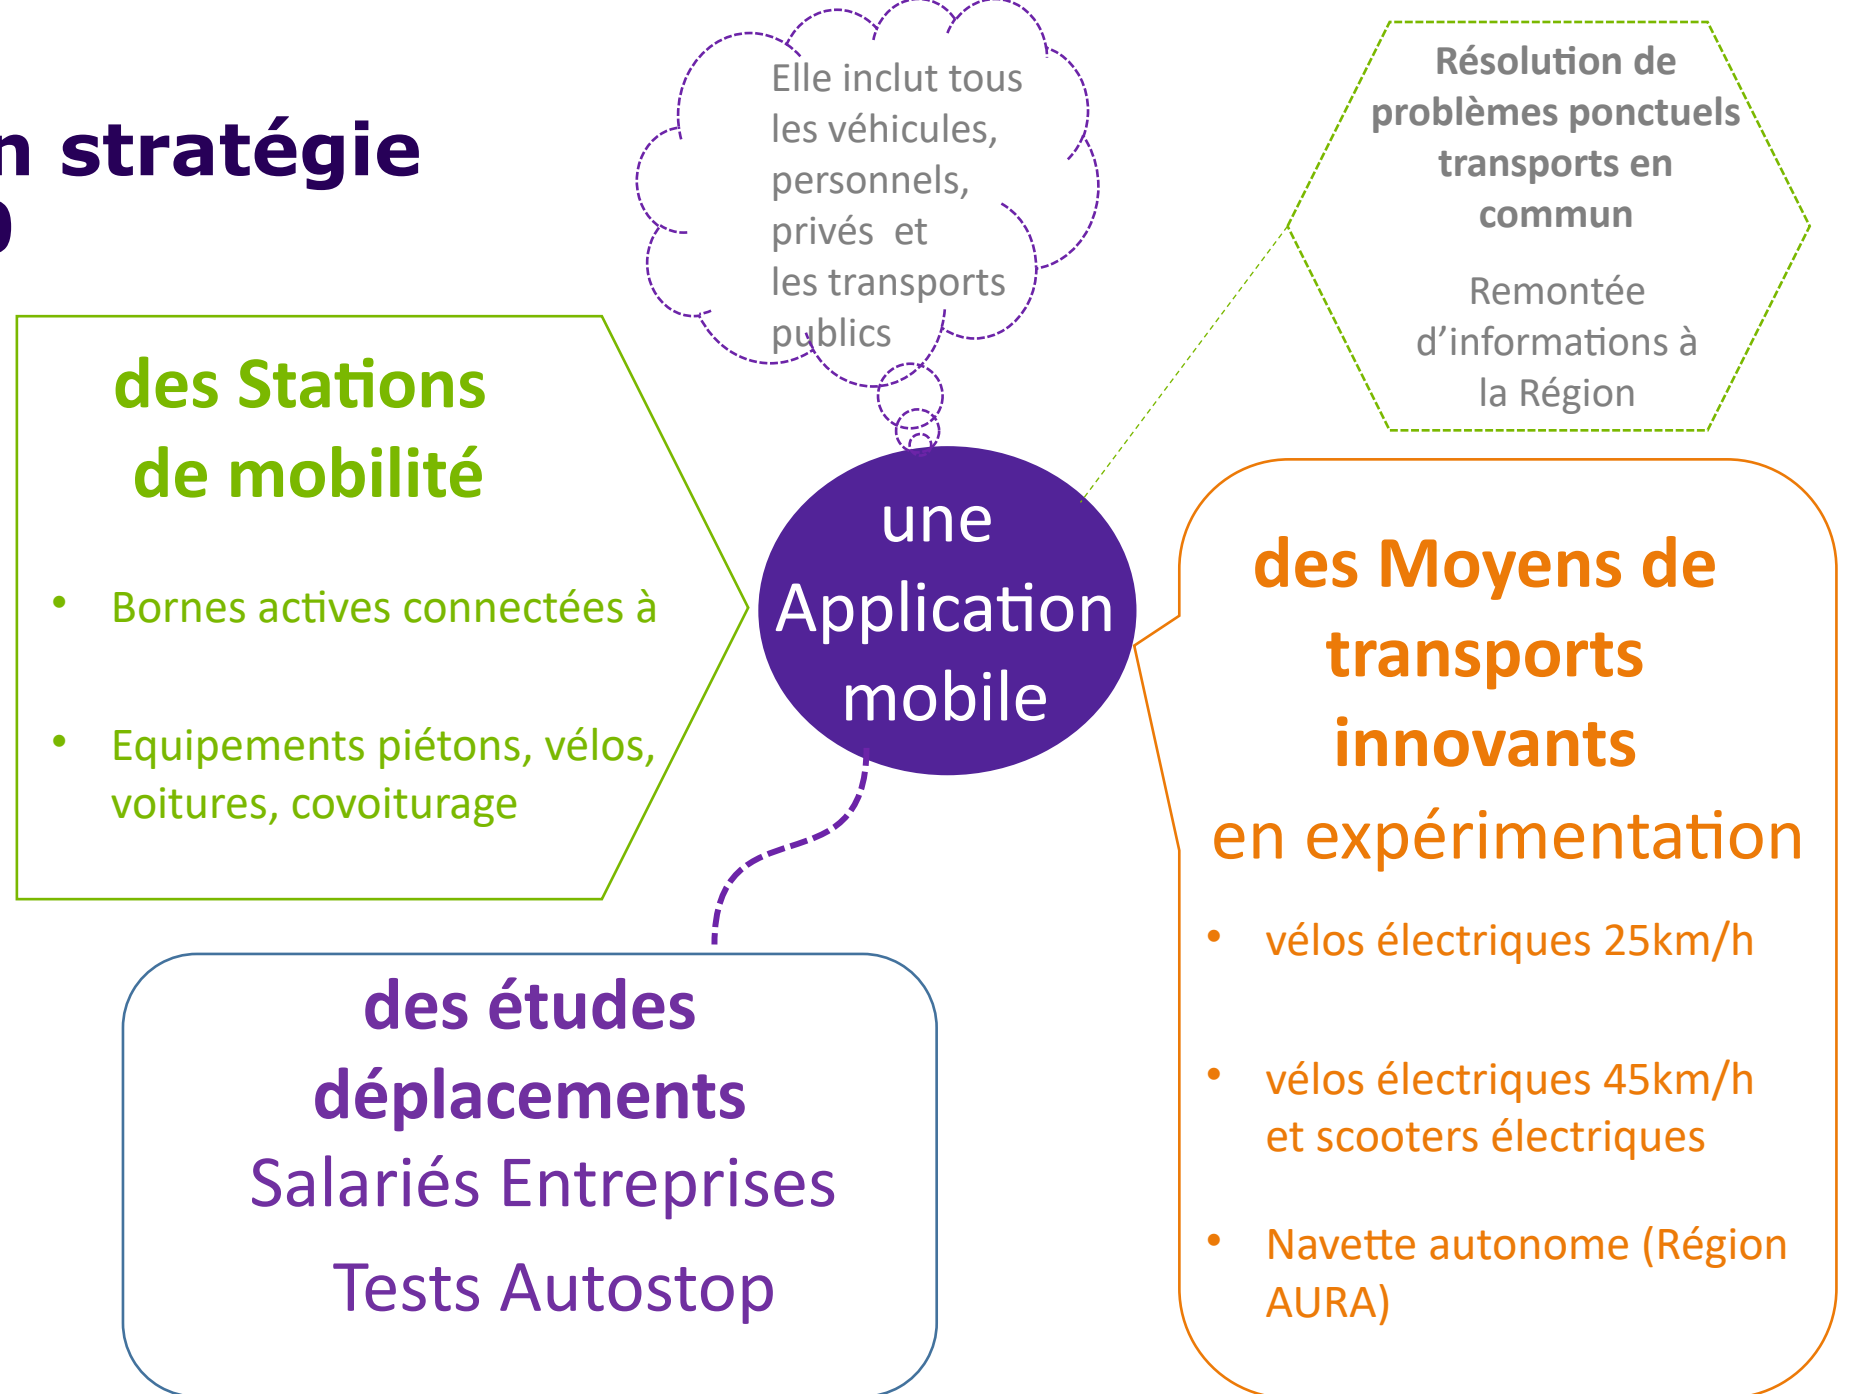 n stratégie
Elle inclut tous
les véhicules,
personnels,
privés et
les transports
publics
Résolution de
problèmes ponctuels
transports en
commun
Remontée
d’informations à
la Région
des Stations
de mobilité
• Bornes actives connectées à
• Equipements piétons, vélos,
voitures, covoiturage
une
Application
mobile
des Moyens de
transports
innovants
en expérimentation
• vélos électriques 25km/h
• vélos électriques 45km/h
et scooters électriques
• Navette autonome (Région
AURA)
des études
déplacements
Salariés Entreprises
Tests Autostop